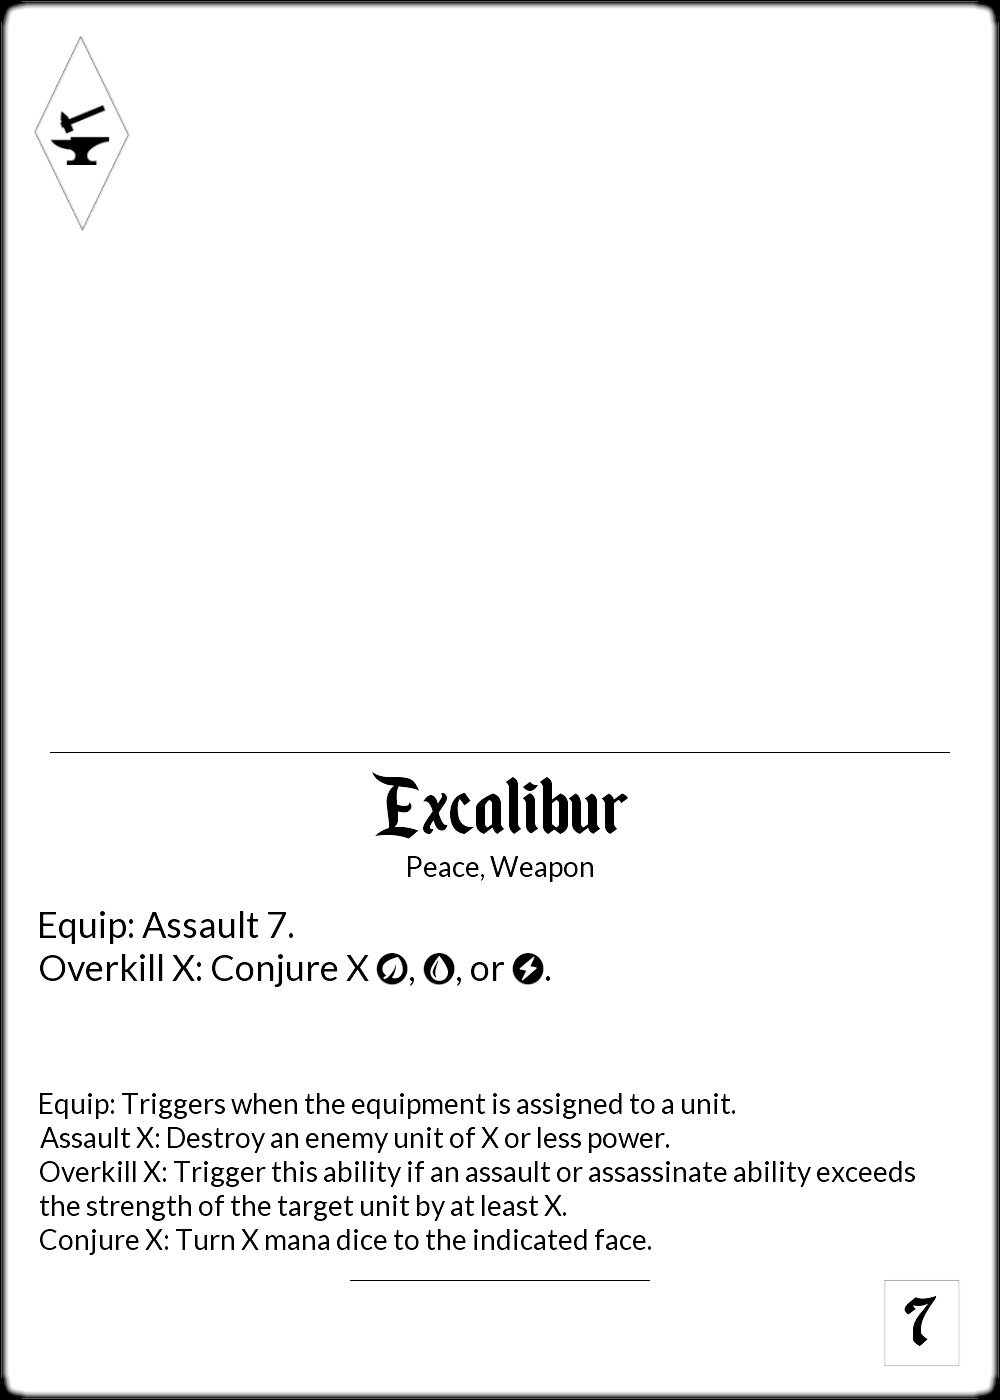 Excalibur
Peace, Weapon
Equip: Assault 7.
Overkill X: Conjure X , , or .
Equip: Triggers when the equipment is assigned to a unit.
Assault X: Destroy an enemy unit of X or less power.
Overkill X: Trigger this ability if an assault or assassinate ability exceeds
the strength of the target unit by at least X.
Conjure X: Turn X mana dice to the indicated face.
7